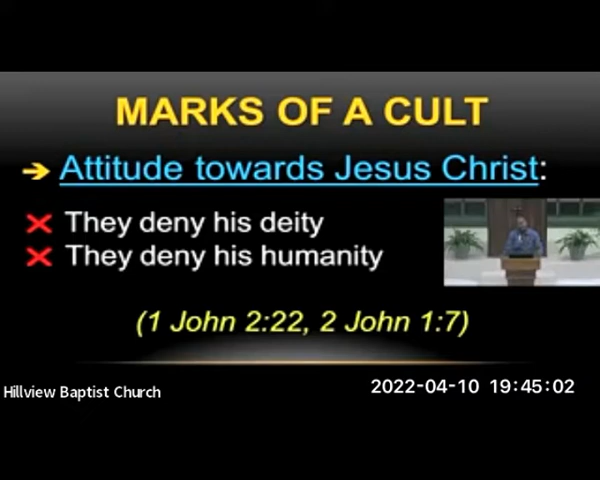 MARKS OF A CULT
➔ Attitude towards Jesus Christ:
❌ They deny his deity
❌ They deny his humanity
(1 John 2:22, 2 John 1:7)
Hillview Baptist Church
2022-04-10 19:45:02